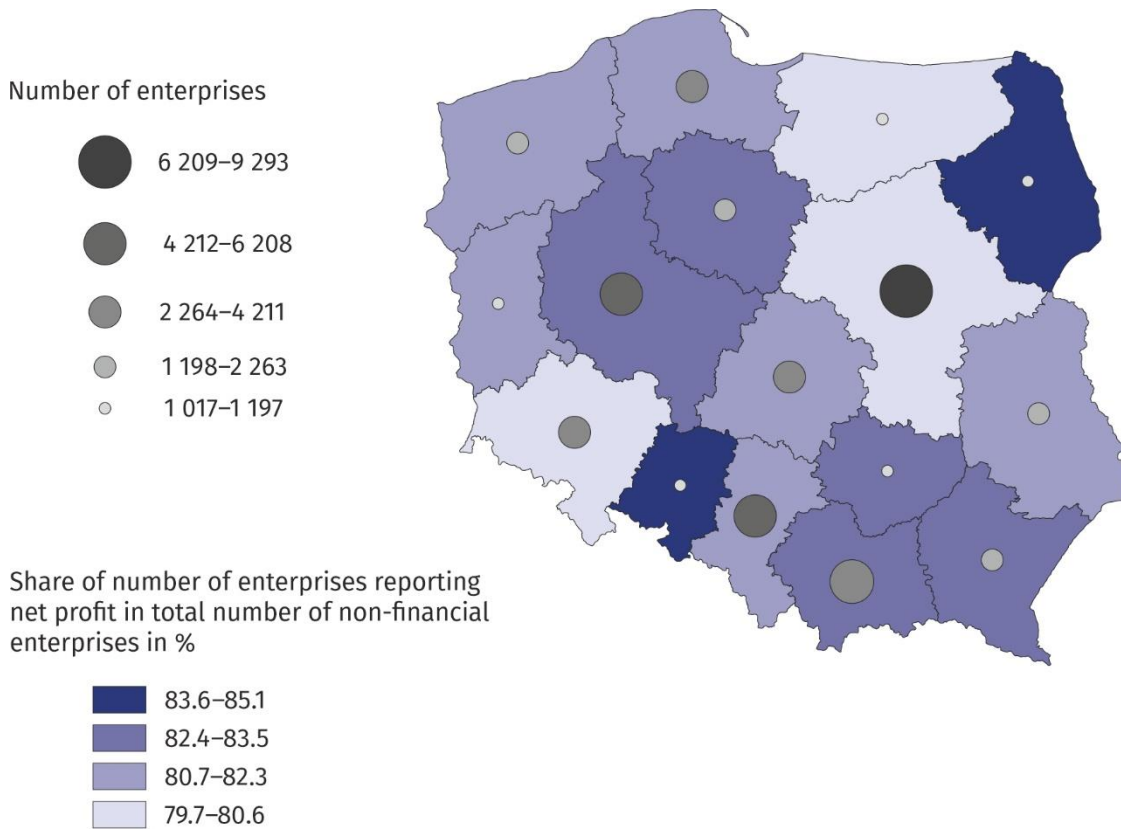 Number of enterprises
6 209–9 293
4 212–6 208
2 264–4 211
1 198–2 263
1 017–1 197
Share of number of enterprises reporting
net profit in total number of non-financial
enterprises in %
83.6–85.1
82.4–83.5
80.7–82.3
79.7–80.6